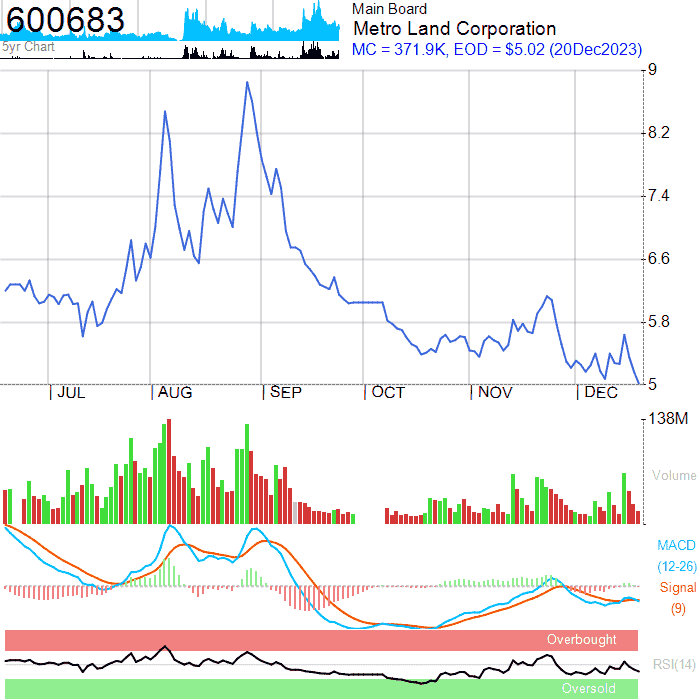 600683
5yr Chart
Main Board
Metro Land Corporation
MC = 371.9K, EOD = $5.02 (20Dec2023)
9
8.2
7.4
6.6
5.8
5
JUL
AUG
SEP
OCT
NOV
DEC
138M
Volume
MACD
(12-26)
Signal
(9)
Overbought
RSI(14)
Oversold